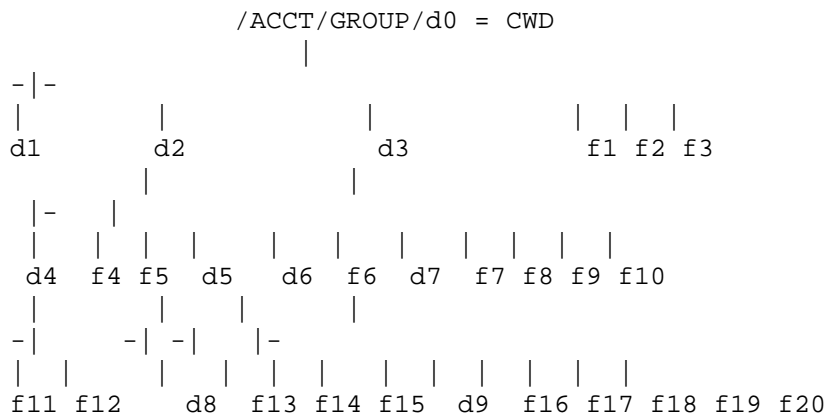 /ACCT/GROUP/d0 = CWD
|
-|-
| | | | | |
d1 d2 d3 f1 f2 f3
| |
|- |
| | | | | | | | | | |
d4 f4 f5 d5 d6 f6 d7 f7 f8 f9 f10
| | | |
-| -| -| |-
| | | | | | | | | | | |
f11 f12 d8 f13 f14 f15 d9 f16 f17 f18 f19 f20